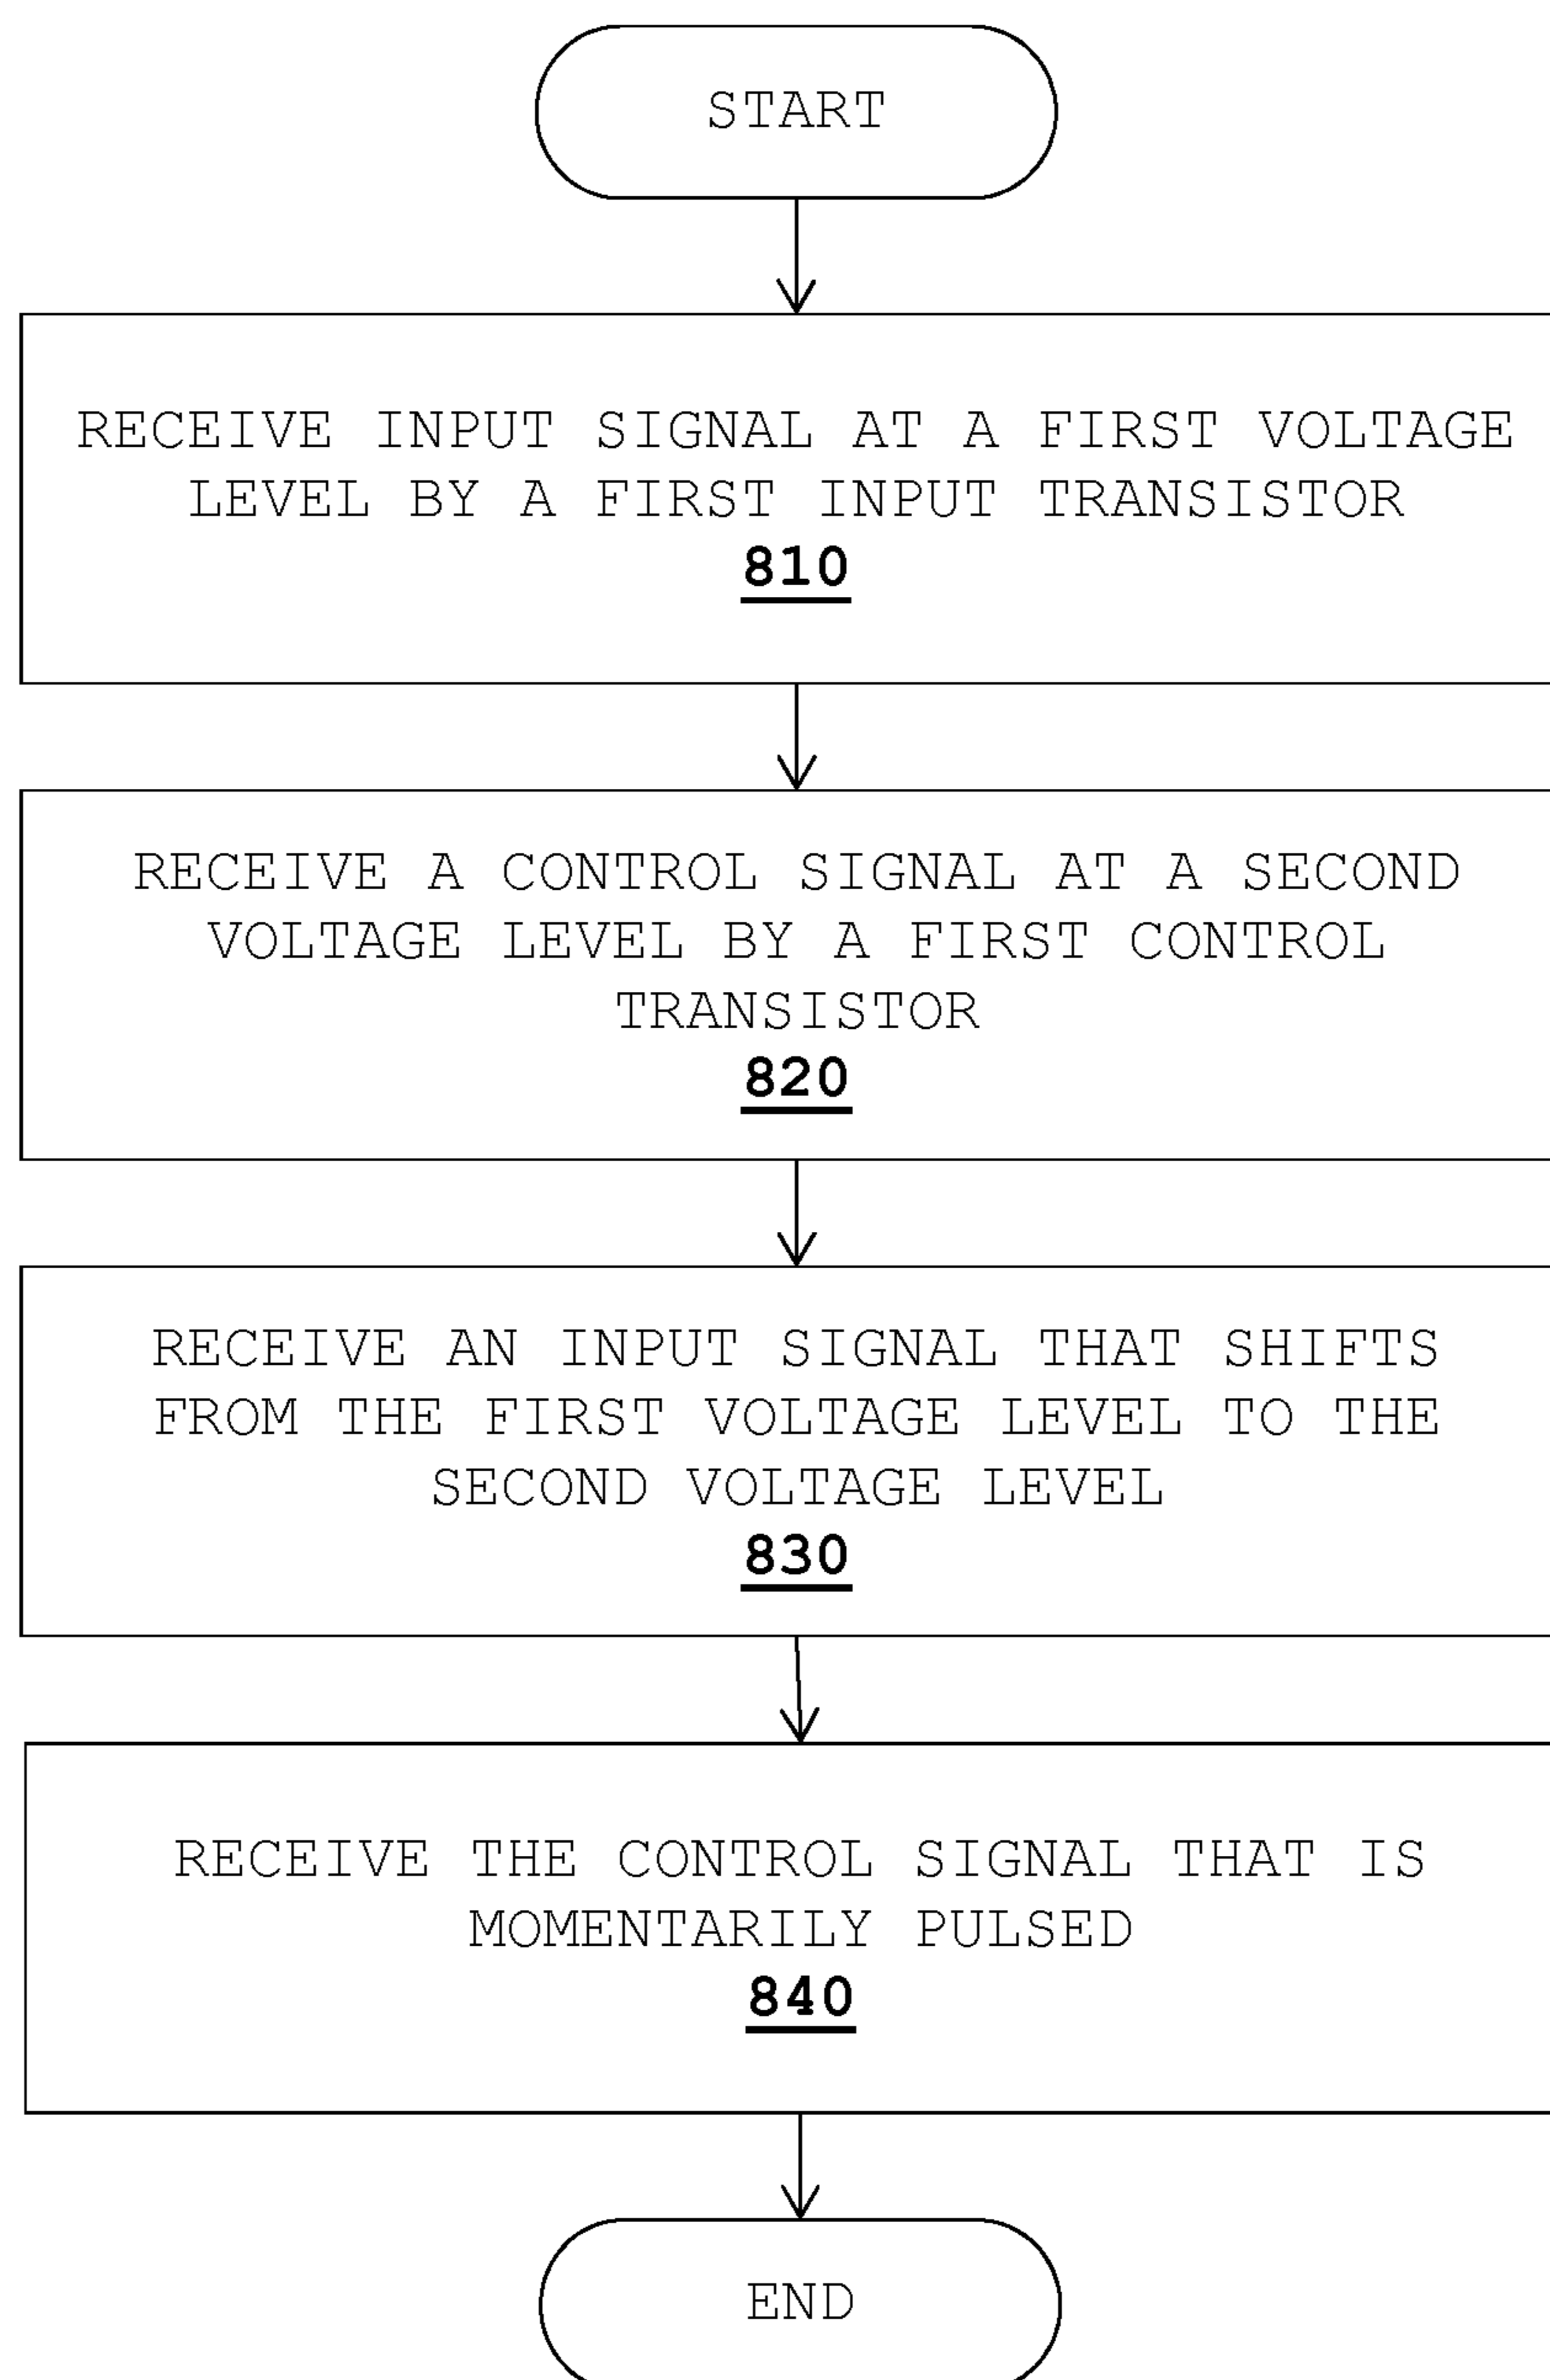 START
RECEIVE INPUT SIGNAL AT A FIRST VOLTAGE
LEVEL BY A FIRST INPUT TRANSISTOR
810
RECEIVE A CONTROL SIGNAL AT A SECOND
VOLTAGE LEVEL BY A FIRST CONTROL
TRANSISTOR
820
RECEIVE AN INPUT SIGNAL THAT SHIFTS
FROM THE FIRST VOLTAGE LEVEL TO THE
SECOND VOLTAGE LEVEL
830
RECEIVE THE CONTROL SIGNAL THAT IS
MOMENTARILY PULSED
840
END